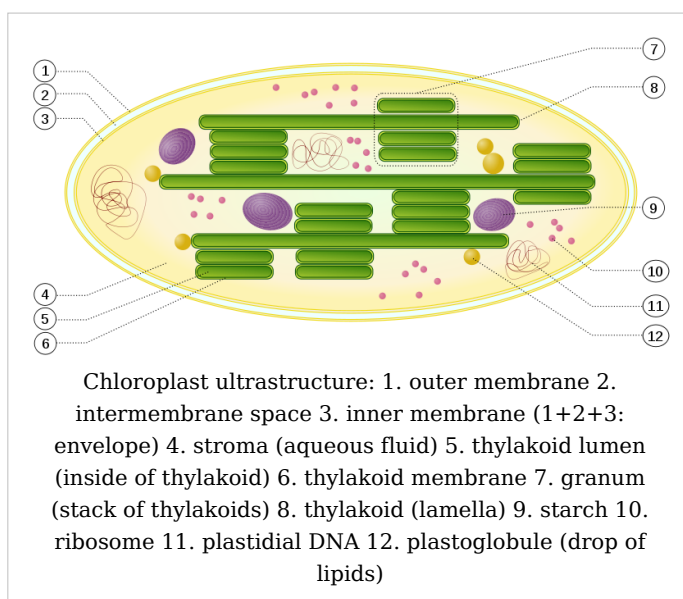 1
2
3
4
5
6
7
8
9
10
11
12
Chloroplast ultrastructure: 1. outer membrane 2.
intermembrane space 3. inner membrane (1+2+3:
envelope) 4. stroma (aqueous fluid) 5. thylakoid lumen
(inside of thylakoid) 6. thylakoid membrane 7. granum
(stack of thylakoids) 8. thylakoid (lamella) 9. starch 10.
ribosome 11. plastidial DNA 12. plastoglobule (drop of
lipids)